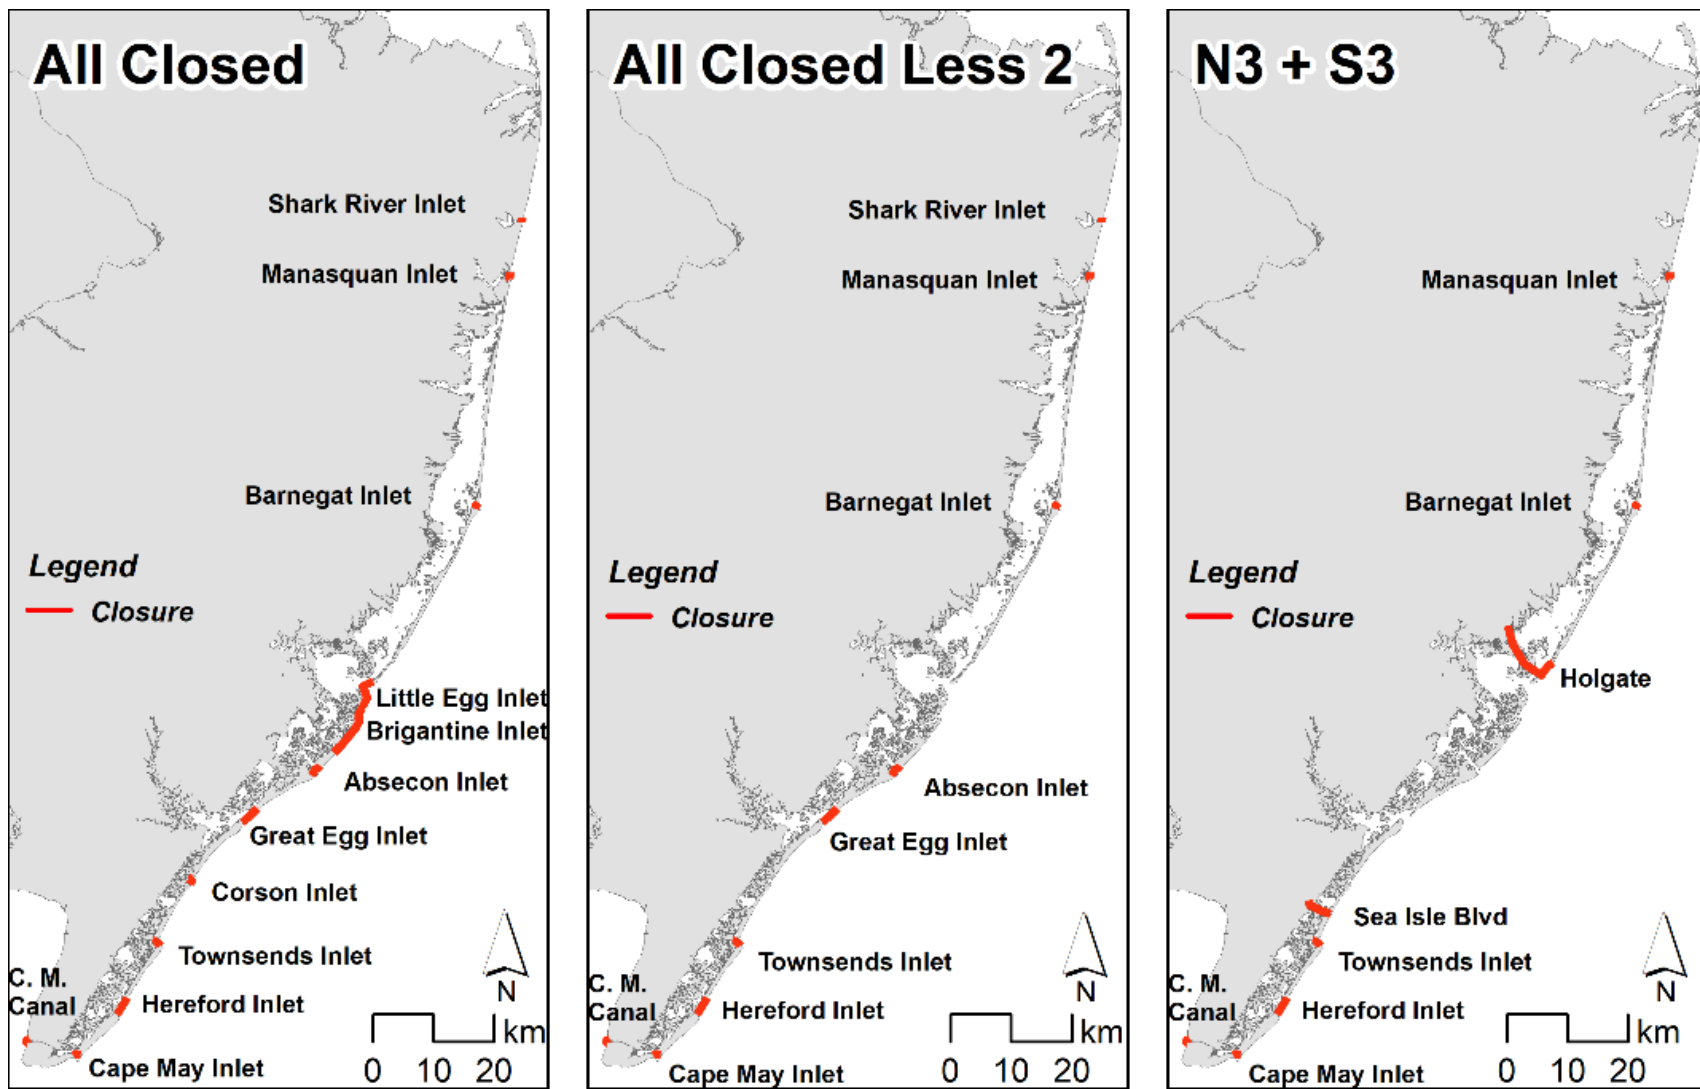 All Closed
Shark River Inlet
Manasquan Inlet
Barnegat Inlet
Legend
Closure
Little Egg Inlet
Brigantine Inlet
Absecon Inlet
Great Egg Inlet
Corson Inlet
Townsends Inlet
C. M.
Canal
Hereford Inlet
Cape May Inlet
N
km
0 10 20
All Closed Less 2
Shark River Inlet
Manasquan Inlet
Barnegat Inlet
Legend
Closure
Absecon Inlet
Great Egg Inlet
Townsends Inlet
C. M.
Canal
Hereford Inlet
Cape May Inlet
N
km
0 10 20
N3 + S3
Manasquan Inlet
Barnegat Inlet
Legend
Closure
Holgate
Sea Isle Blvd
Townsends Inlet
C. M.
Canal
Hereford Inlet
Cape May Inlet
N
km
0 10 20